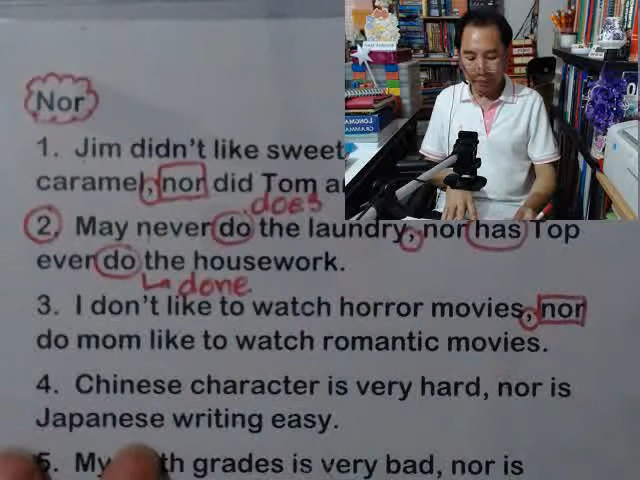 Nor
1. Jim didn't like sweet
caramel, nor did Tom
does
2. May never do the laundry, nor has Top
ever do the housework.
done
3. I don't like to watch horror movies, nor
do mom like to watch romantic movies.
4. Chinese character is very hard, nor is
Japanese writing easy.
5. My grades is very bad, nor is
LONGMAN
GRAMMAR